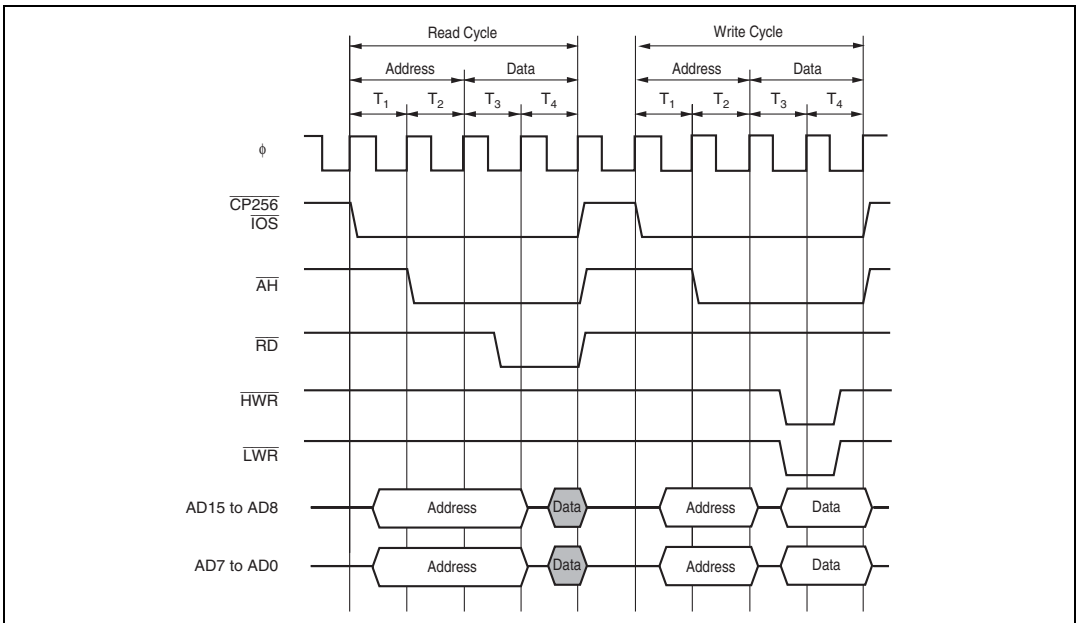 Read Cycle Write Cycle
Address Data Address Data
T1 T2 T3 T4 T1 T2 T3 T4
ϕ
CP256
IOS
AH
RD
HWR
LWR
AD15 to AD8 Address Data Address Data
AD7 to AD0 Address Data Address Data